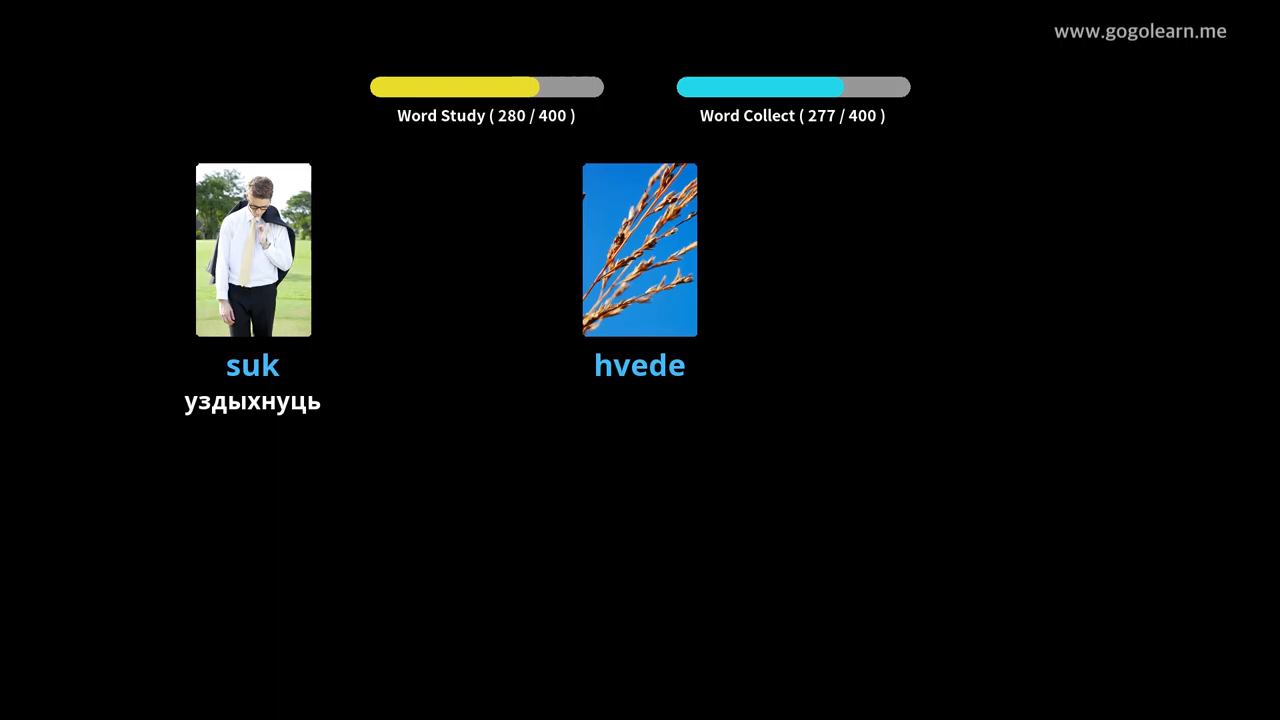 www.gogolearn.me
Word Study ( 280 / 400 )
Word Collect ( 277 / 400 )
suk
уздыхнуць
hvede